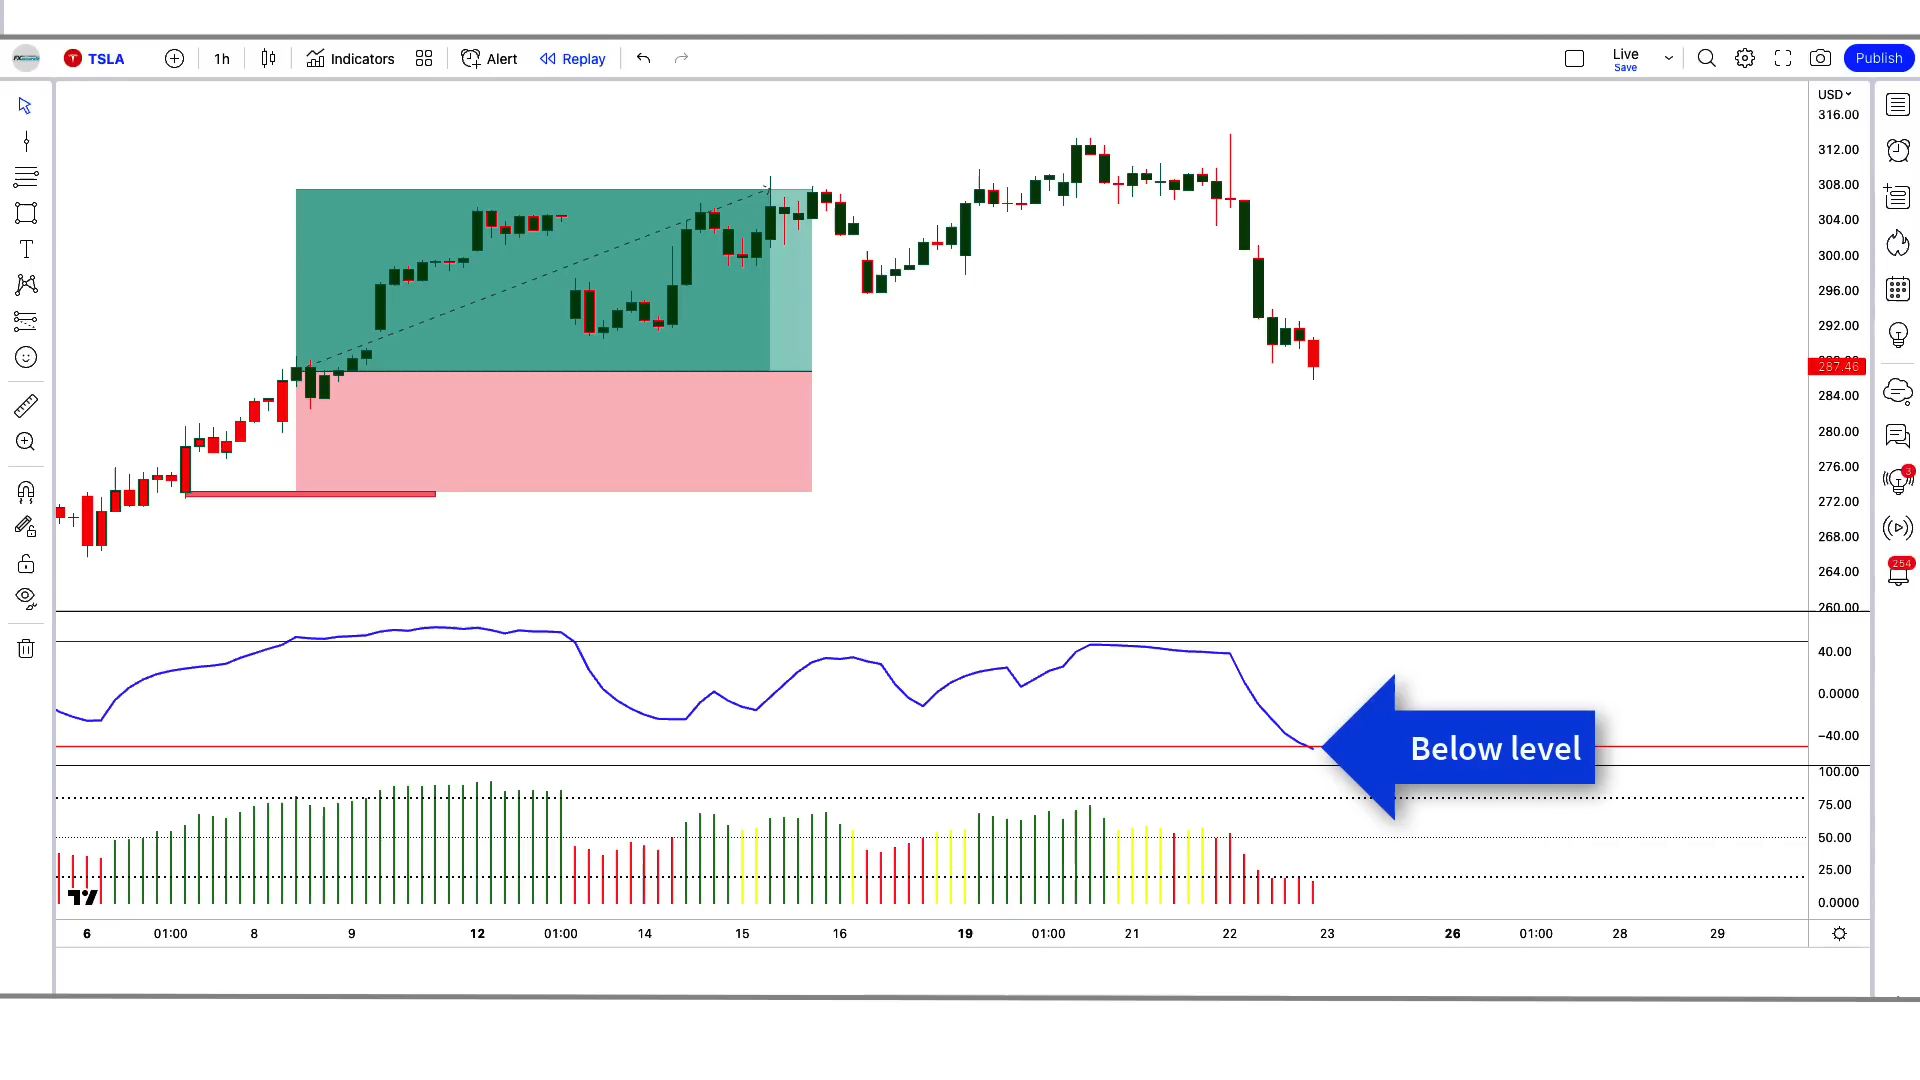 TSLA
1h
Indicators
Alert
Replay
Live
Save
Publish
USD
316.00
312.00
308.00
304.00
300.00
296.00
292.00
287.46
284.00
280.00
276.00
272.00
268.00
264.00
260.00
40.00
0.0000
−40.00
Below level
100.00
75.00
50.00
25.00
0.0000
6 01:00 8 9 12 01:00 14 15 16 19 01:00 21 22 23 26 01:00 28 29
3
254